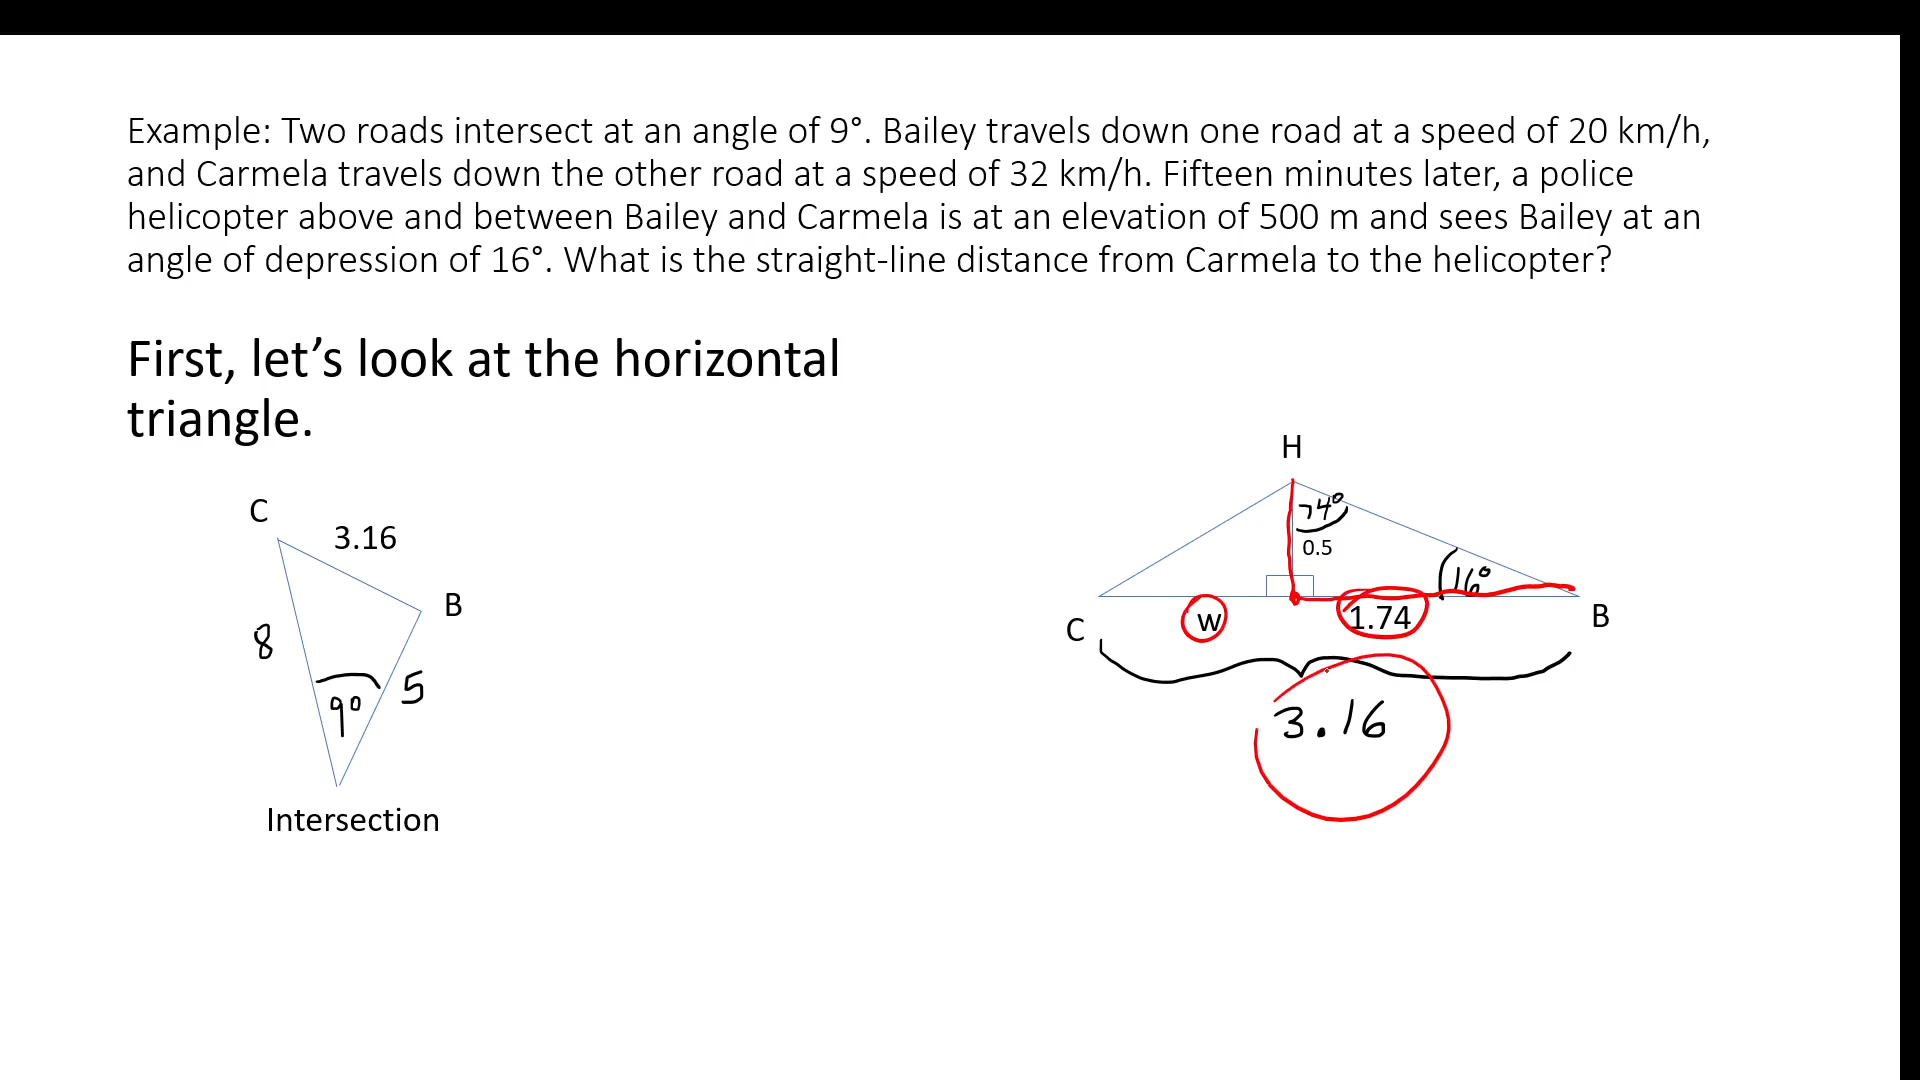 Example: Two roads intersect at an angle of 9°. Bailey travels down one road at a speed of 20 km/h,
and Carmela travels down the other road at a speed of 32 km/h. Fifteen minutes later, a police
helicopter above and between Bailey and Carmela is at an elevation of 500 m and sees Bailey at an
angle of depression of 16°. What is the straight-line distance from Carmela to the helicopter?
First, let’s look at the horizontal
triangle.
C
3.16
B
8
5
9°
Intersection
H
74°
0.5
16°
C
w
1.74
B
3.16